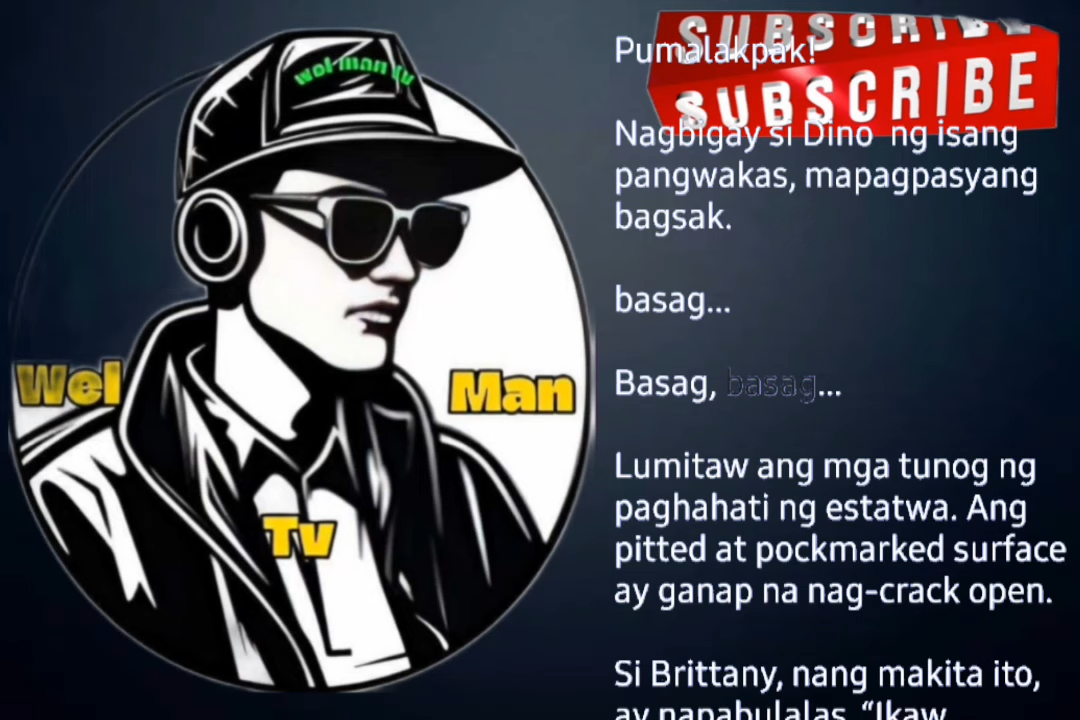 wel man tv
Wel
Man
Tv
SUBSCRIBE
SUBSCRIBE
Pumalakpak!
Nagbigay si Dino ng isang
pangwakas, mapagpasyang
bagsak.
basag...
Basag, basag...
Lumitaw ang mga tunog ng
paghahati ng estatwa. Ang
pitted at pockmarked surface
ay ganap na nag-crack open.
Si Brittany, nang makita ito,
ay napabulalas, “Ikaw